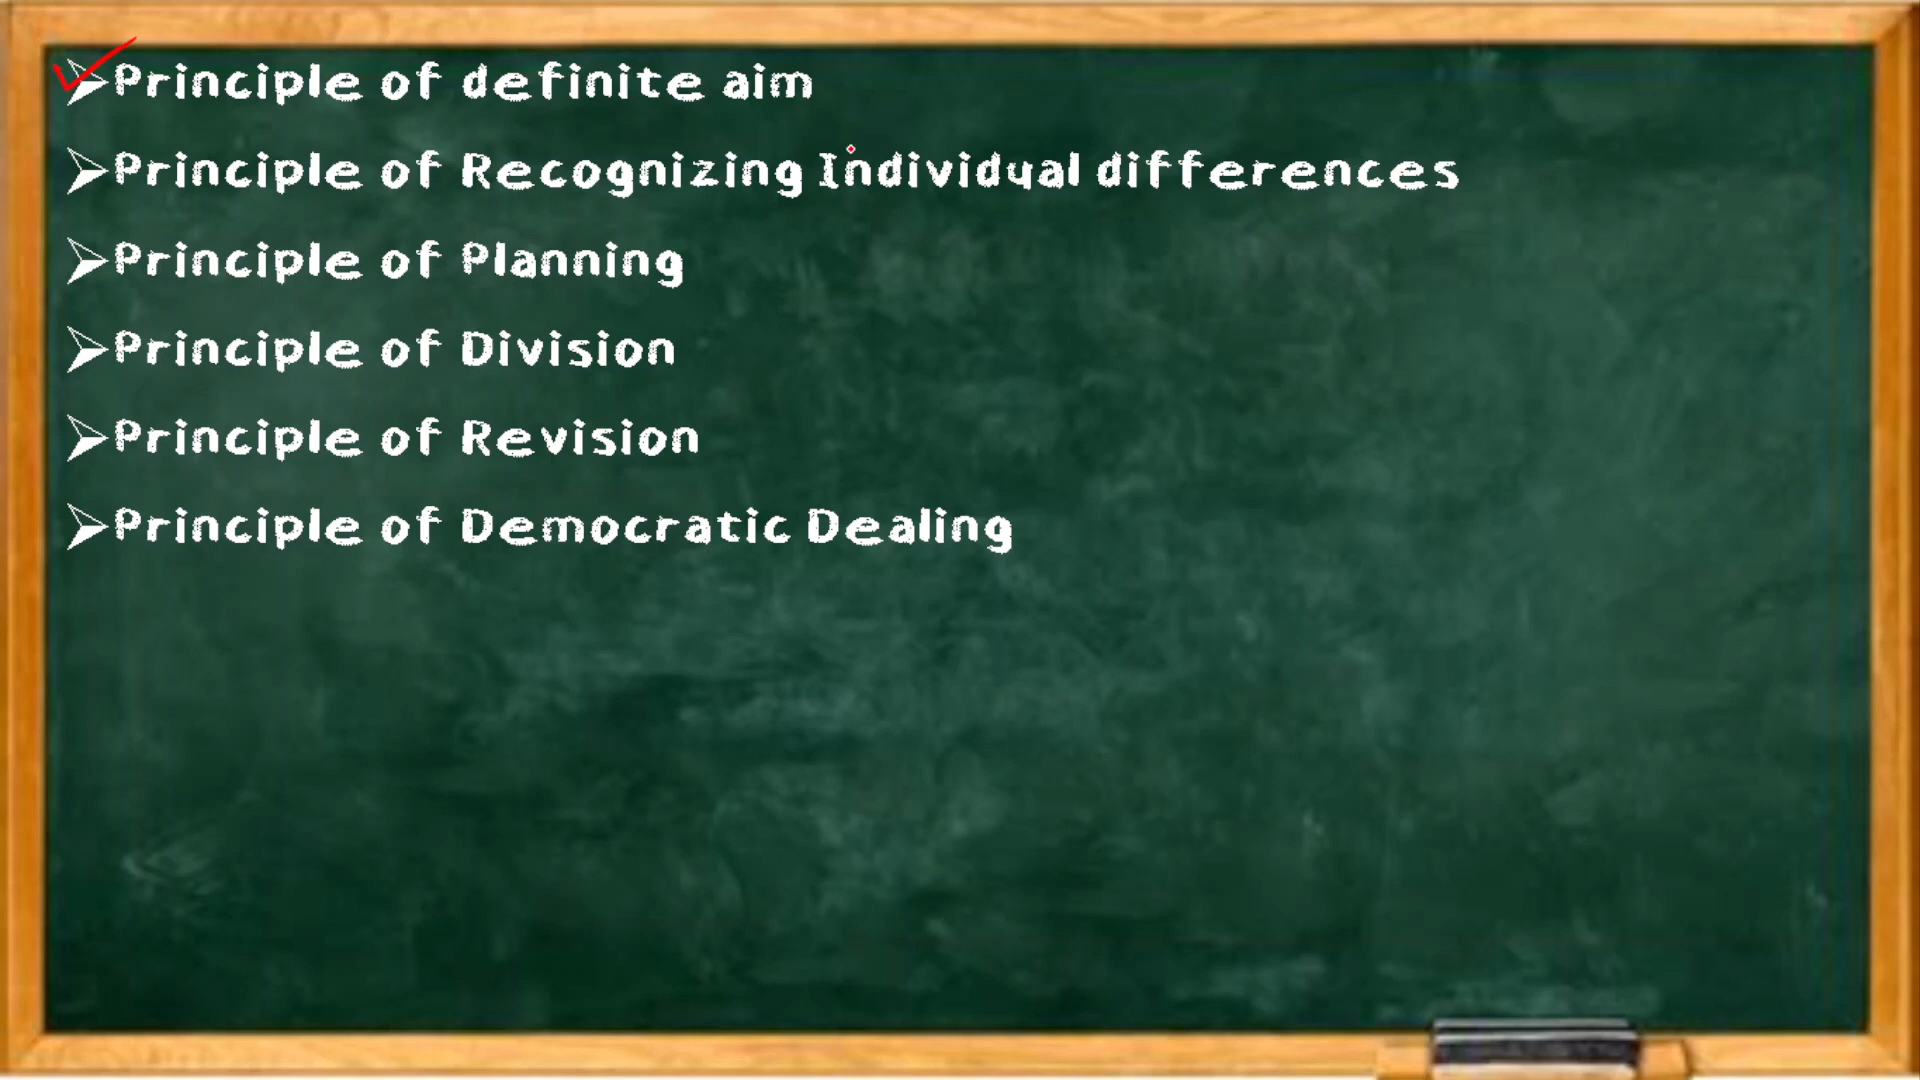 Principle of definite aim
Principle of Recognizing Individual differences
Principle of Planning
Principle of Division
Principle of Revision
Principle of Democratic Dealing